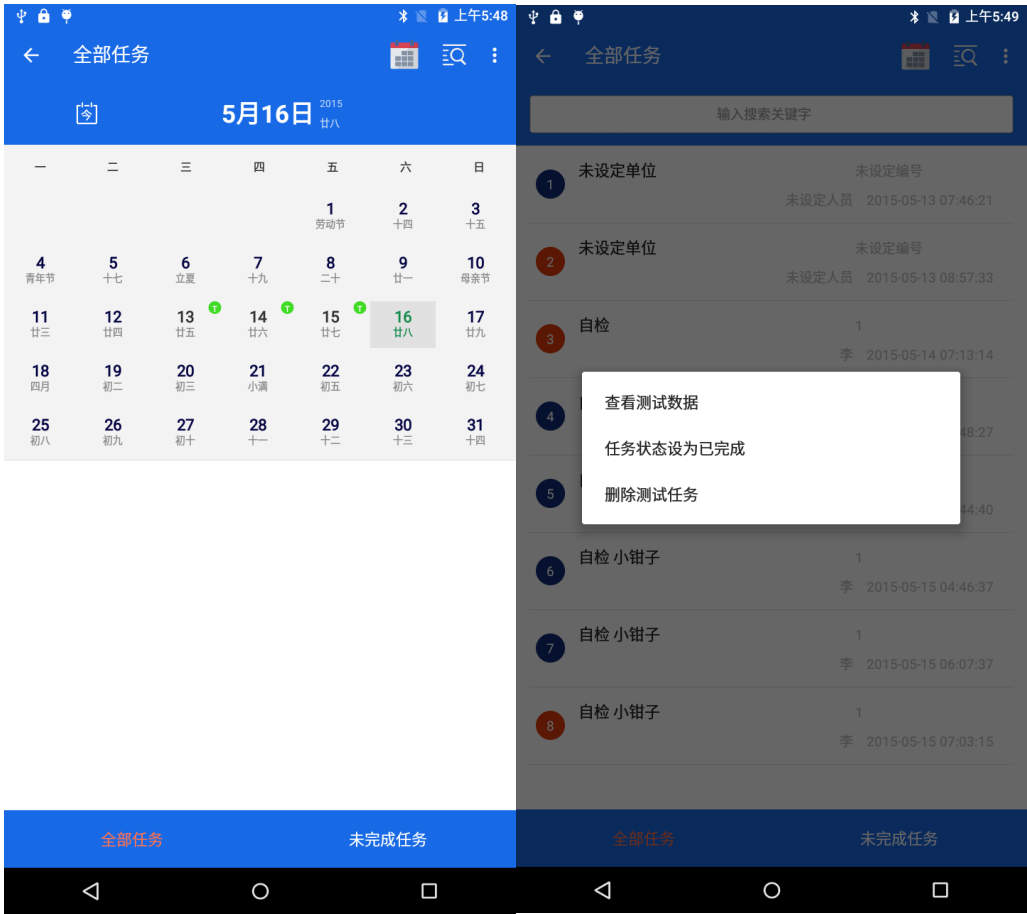 上午5:48
全部任务
今
5月16日 2015
廿八
一 二 三 四 五 六 日
1 2 3
劳动节 十四 十五
4 5 6 7 8 9 10
青年节 十七 立夏 十九 二十 廿一 母亲节
11 12 13 T 14 T 15 T 16 17
廿三 廿四 廿五 廿六 廿七 廿八 廿九
18 19 20 21 22 23 24
四月 初二 初三 小满 初五 初六 初七
25 26 27 28 29 30 31
初八 初九 初十 十一 十二 十三 十四
全部任务 未完成任务
上午5:49
全部任务
输入搜索关键字
1 未设定单位 未设定编号
未设定人员 2015-05-13 07:46:21
2 未设定单位 未设定编号
未设定人员 2015-05-13 08:57:33
3 自检 1
李 2015-05-14 07:13:14
查看测试数据
4
48:27
任务状态设为已完成
5
删除测试任务
44:40
6 自检 小钳子 1
李 2015-05-15 04:46:37
7 自检 小钳子 1
李 2015-05-15 06:07:37
8 自检 小钳子 1
李 2015-05-15 07:03:15
全部任务 未完成任务